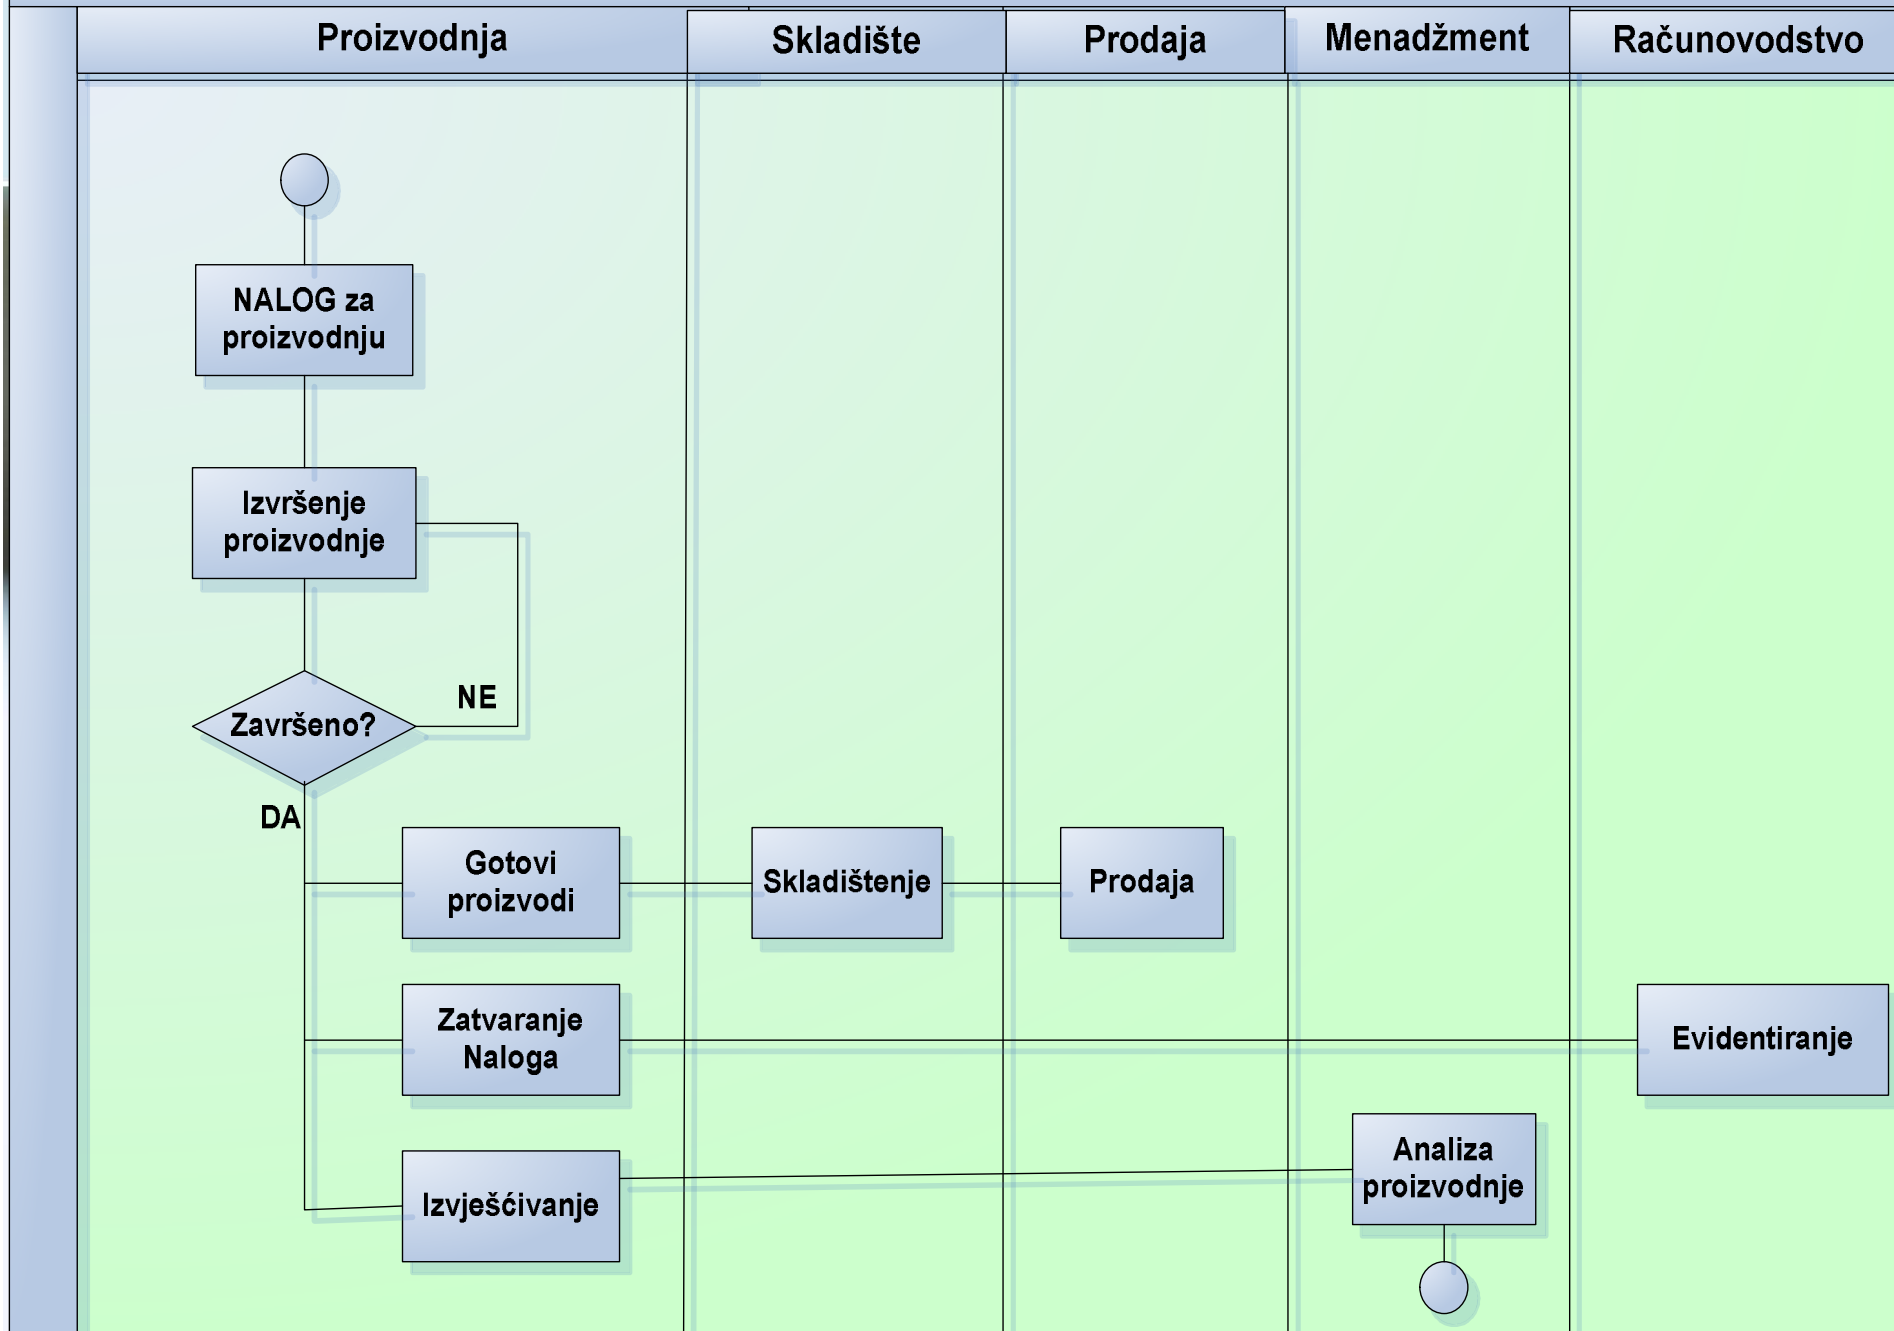 Proizvodnja
Skladište
Prodaja
Menadžment
Računovodstvo
NALOG za
proizvodnju
Izvršenje
proizvodnje
NE
Završeno?
DA
Gotovi
proizvodi
Skladištenje
Prodaja
Zatvaranje
Naloga
Evidentiranje
Izvješćivanje
Analiza
proizvodnje